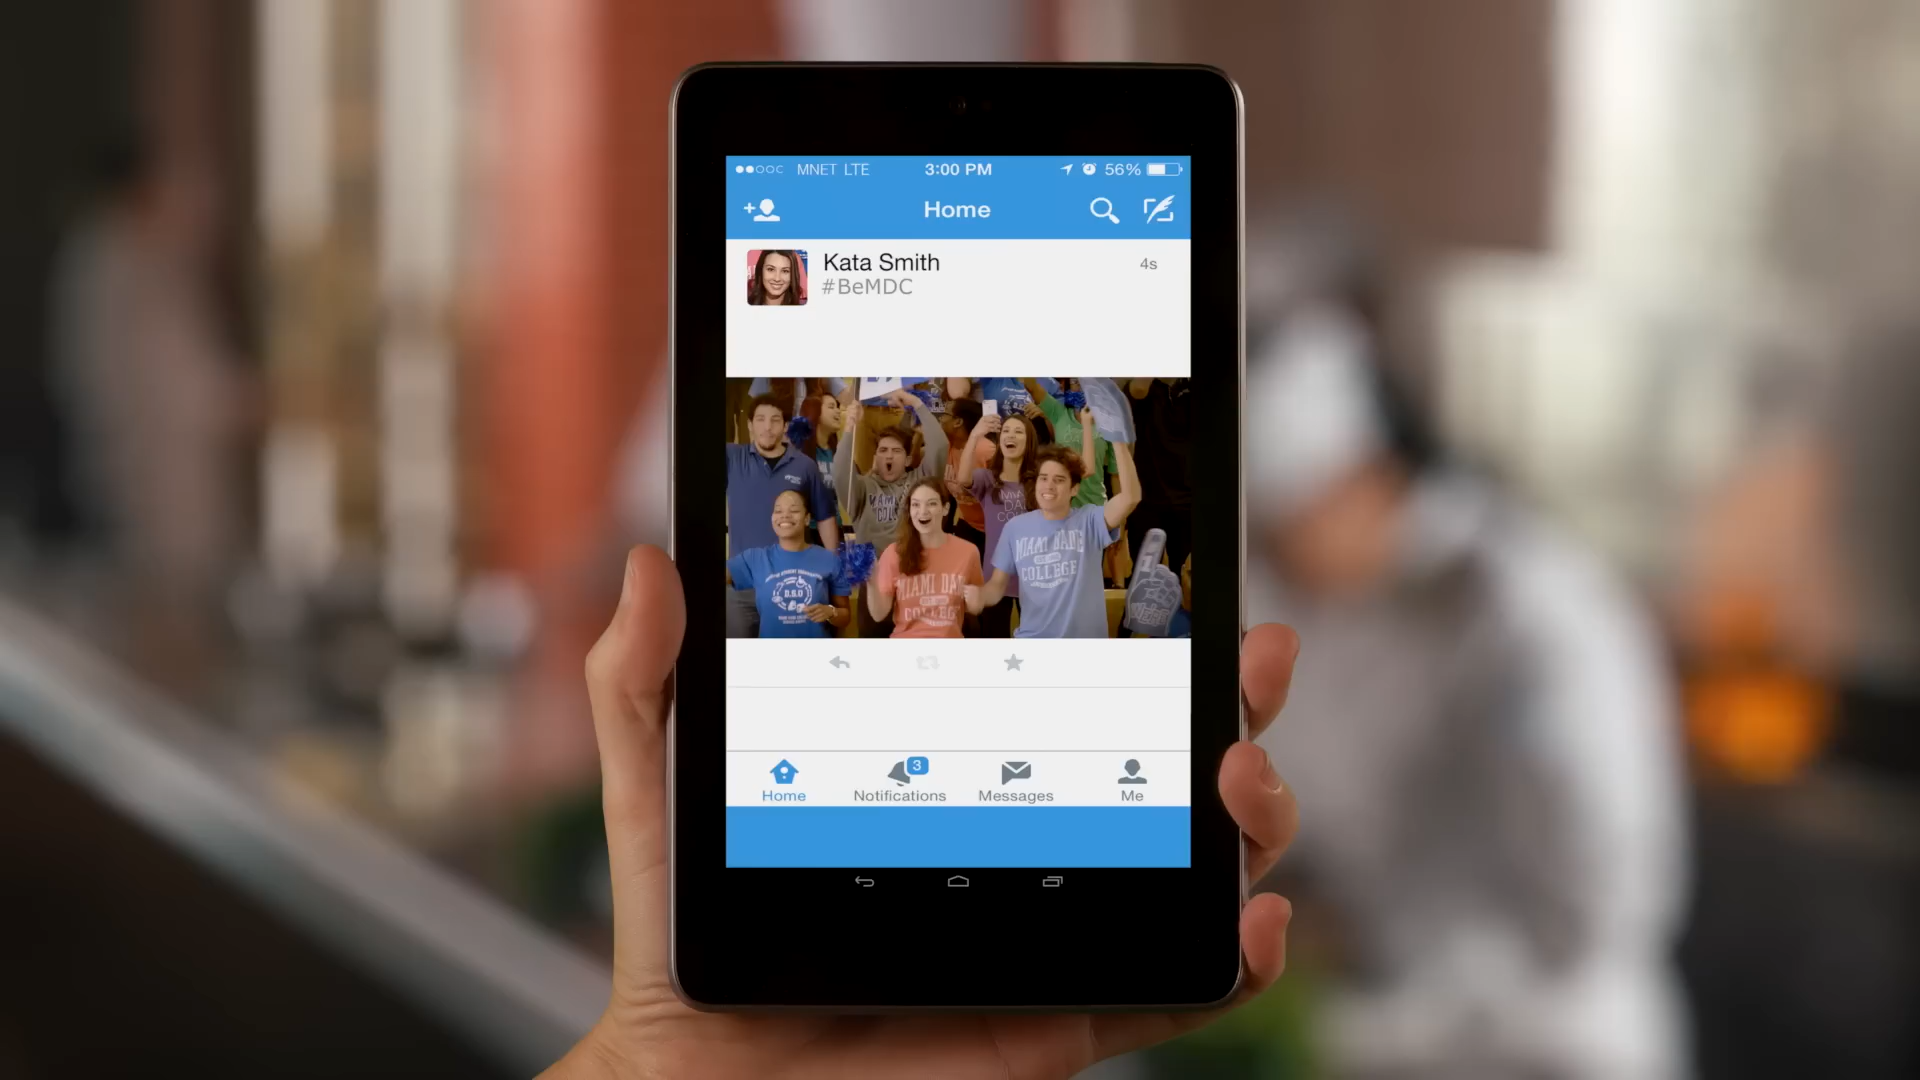 MNET LTE 3:00 PM 56%
Home
Kata Smith 4s
#BeMDC
MIAMI DADE
COLLEGE
D.S.O
MIAMI DADE
COLLEGE
3
Home Notifications Messages Me